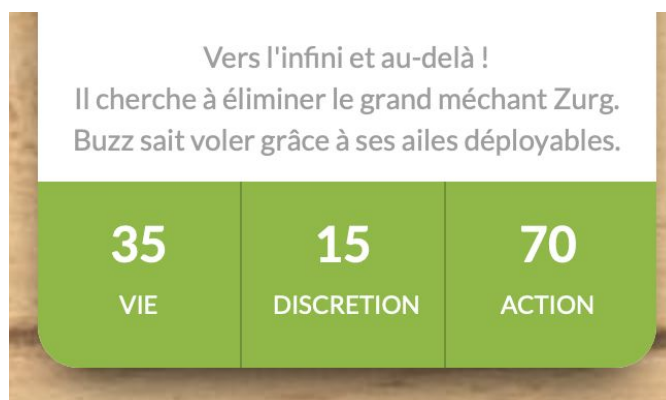 Vers l'infini et au-delà !
Il cherche à éliminer le grand méchant Zurg.
Buzz sait voler grâce à ses ailes déployables.
35 15 70
VIE DISCRETION ACTION